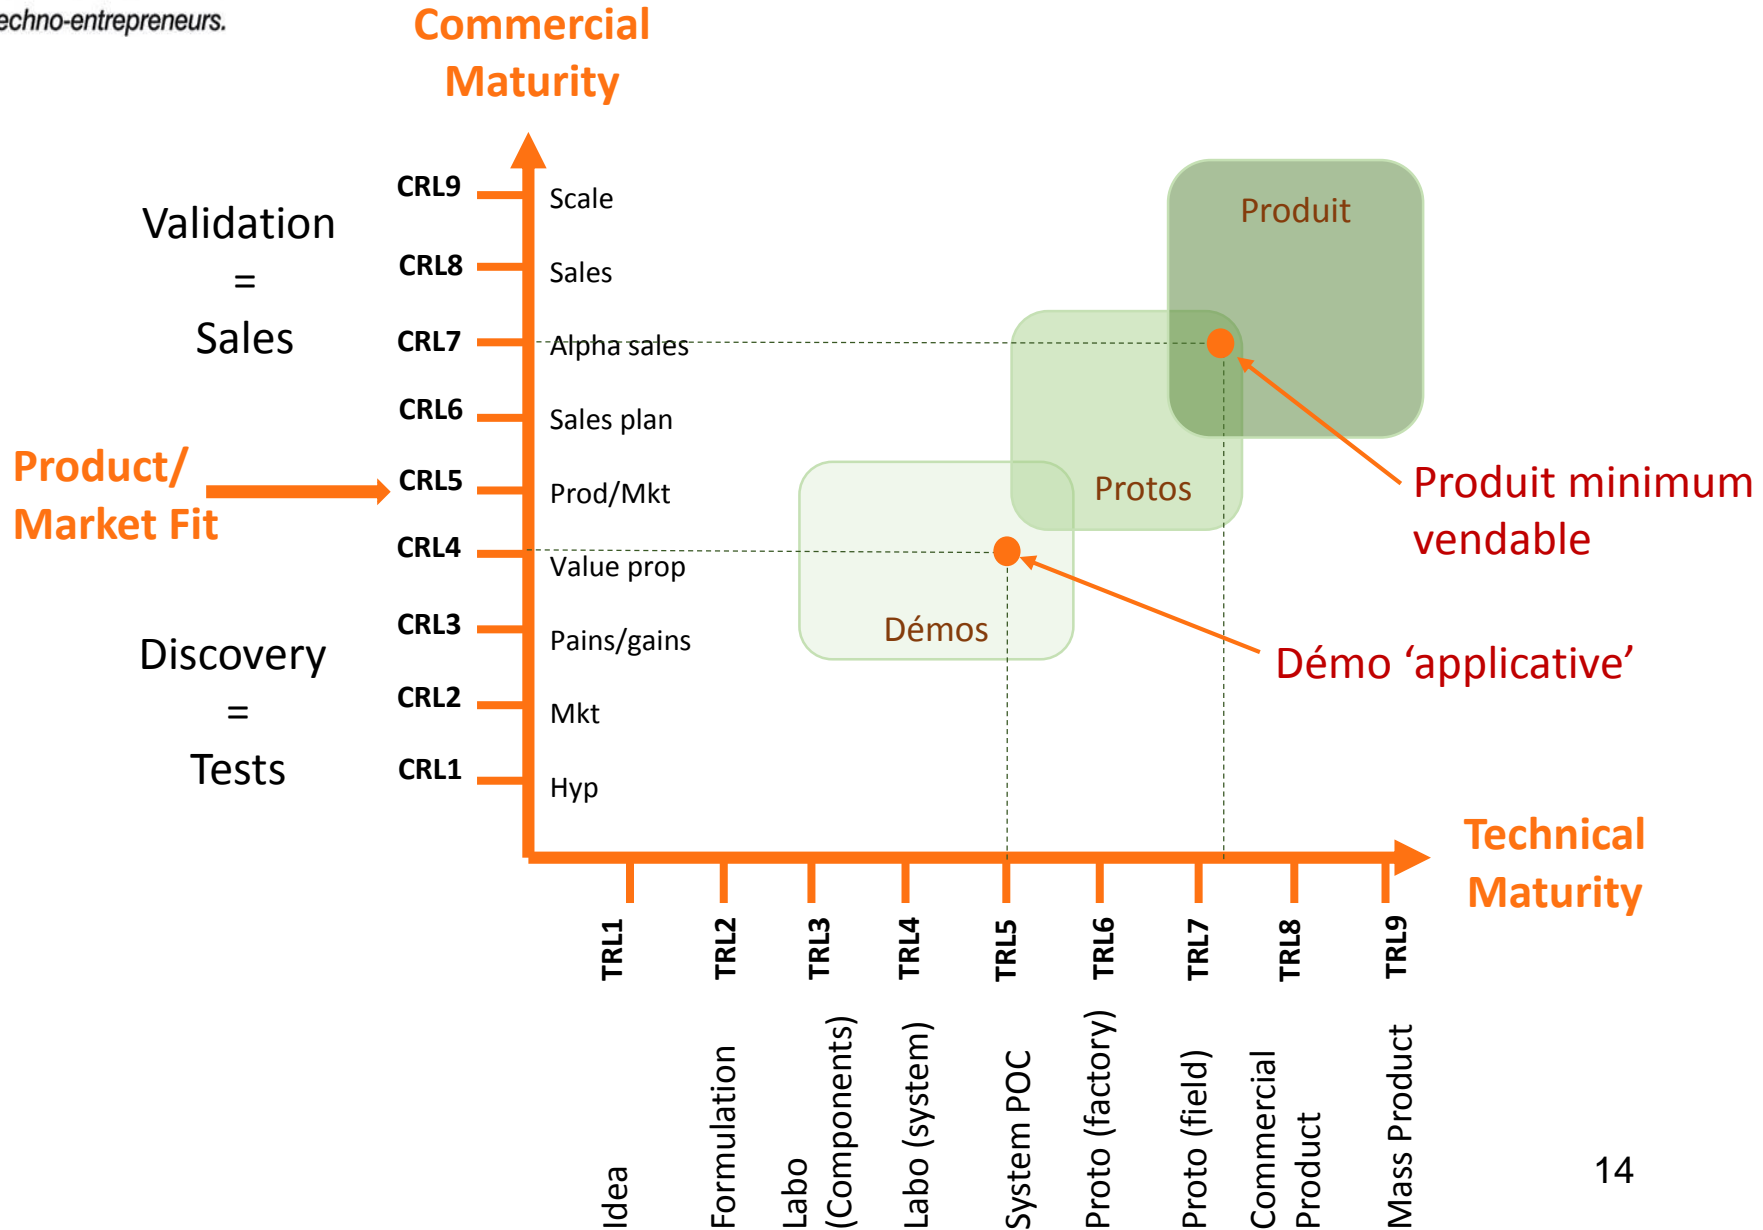 techno-entrepreneurs.
Commercial
Maturity
Validation
=
Sales
Product/
Market Fit
Discovery
=
Tests
CRL9 Scale
CRL8 Sales
CRL7 Alpha sales
CRL6 Sales plan
CRL5 Prod/Mkt
CRL4 Value prop
CRL3 Pains/gains
CRL2 Mkt
CRL1 Hyp
Produit
Protos
Démos
Produit minimum
vendable
Démo ‘applicative’
Technical
Maturity
TRL1
TRL2
TRL3
TRL4
TRL5
TRL6
TRL7
TRL8
TRL9
Idea
Formulation
Labo
(Components)
Labo (system)
System POC
Proto (factory)
Proto (field)
Commercial
Product
Mass Product
14